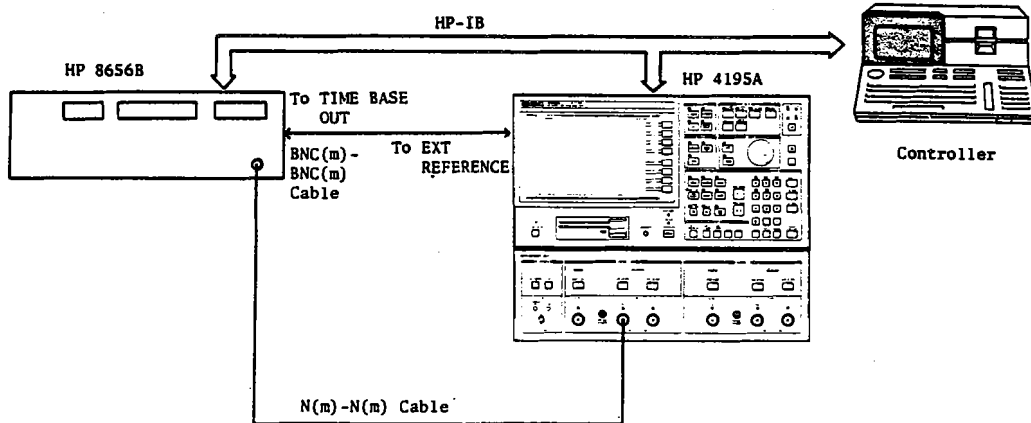 HP-IB
HP 8656B
HP 4195A
To TIME BASE
OUT
To EXT
REFERENCE
BNC(m)-
BNC(m)
Cable
Controller
N(m)-N(m) Cable